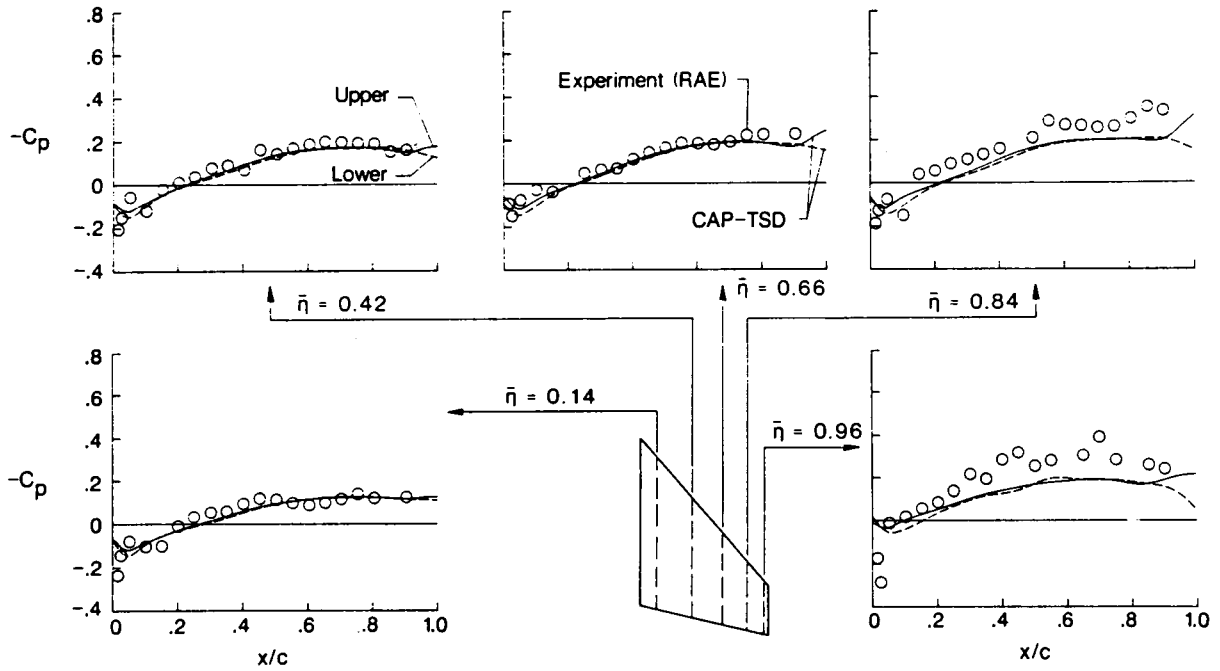 .8
.6
.4
.2
0
-.2
-.4
-Cp
Upper
Lower
Experiment (RAE)
CAP-TSD
η̄ = 0.42
η̄ = 0.66
η̄ = 0.84
.8
.6
.4
.2
0
-.2
-.4
-Cp
η̄ = 0.14
η̄ = 0.96
0 .2 .4 .6 .8 1.0
x/c
0 .2 .4 .6 .8 1.0
x/c